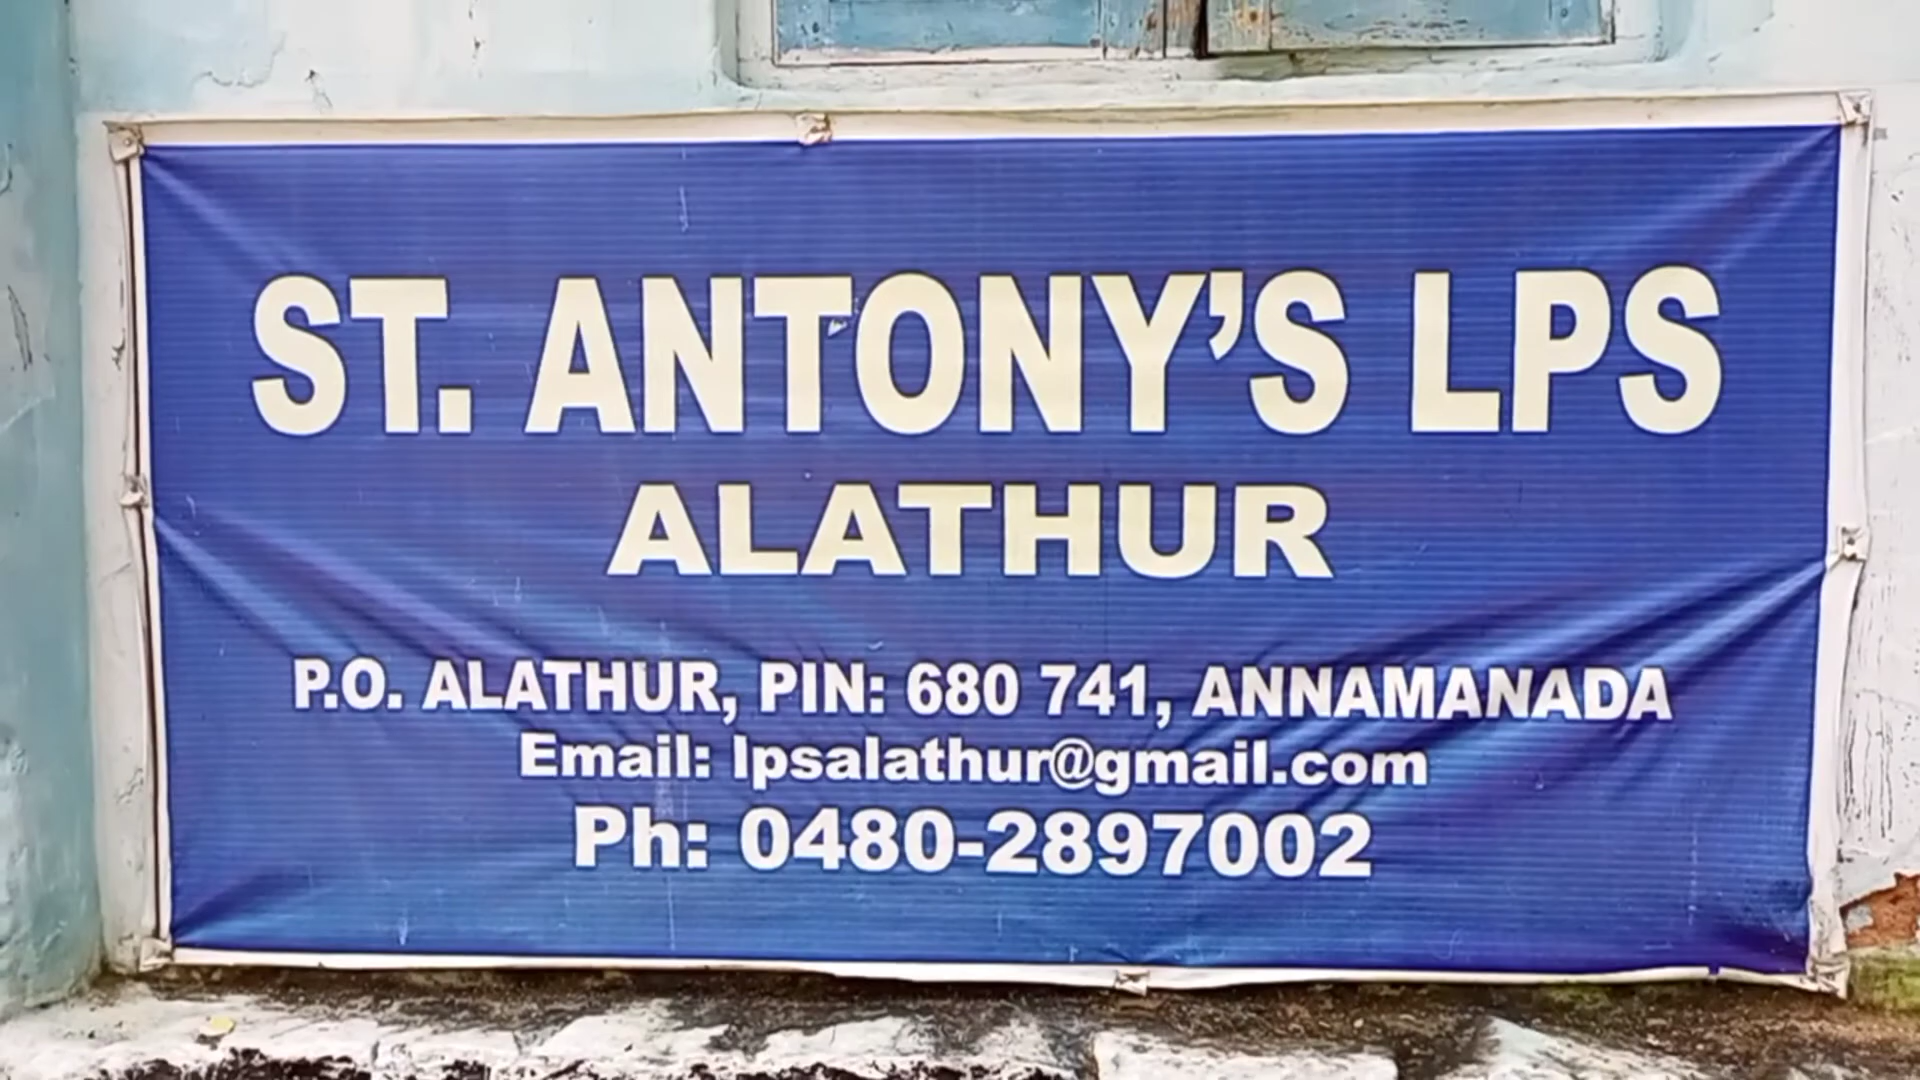 ST. ANTONY'S LPS
ALATHUR
P.O. ALATHUR, PIN: 680 741, ANNAMANADA
Email: lpsalathur@gmail.com
Ph: 0480-2897002